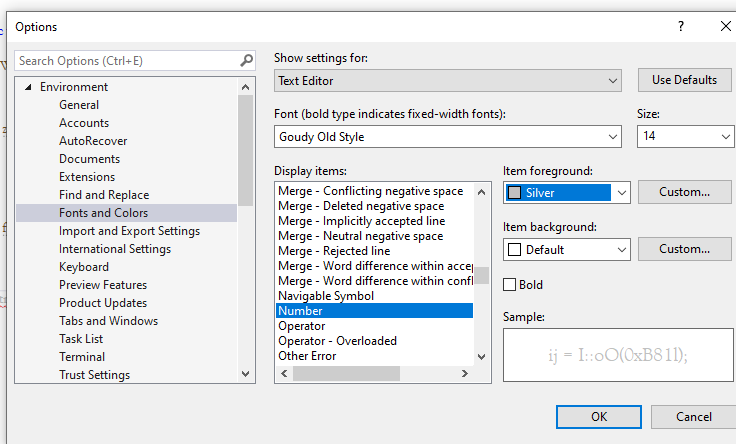 Options
Search Options (Ctrl+E)
Environment
General
Accounts
AutoRecover
Documents
Extensions
Find and Replace
Fonts and Colors
Import and Export Settings
International Settings
Keyboard
Preview Features
Product Updates
Tabs and Windows
Task List
Terminal
Trust Settings
Show settings for:
Text Editor
Use Defaults
Font (bold type indicates fixed-width fonts):
Size:
Goudy Old Style
14
Display items:
Merge - Conflicting negative space
Merge - Deleted negative space
Merge - Implicitly accepted line
Merge - Neutral negative space
Merge - Rejected line
Merge - Word difference within accep
Merge - Word difference within confl
Navigable Symbol
Number
Operator
Operator - Overloaded
Other Error
Item foreground:
Silver
Custom...
Item background:
Default
Custom...
Bold
Sample:
ij = I::oO(0xB81l);
OK
Cancel